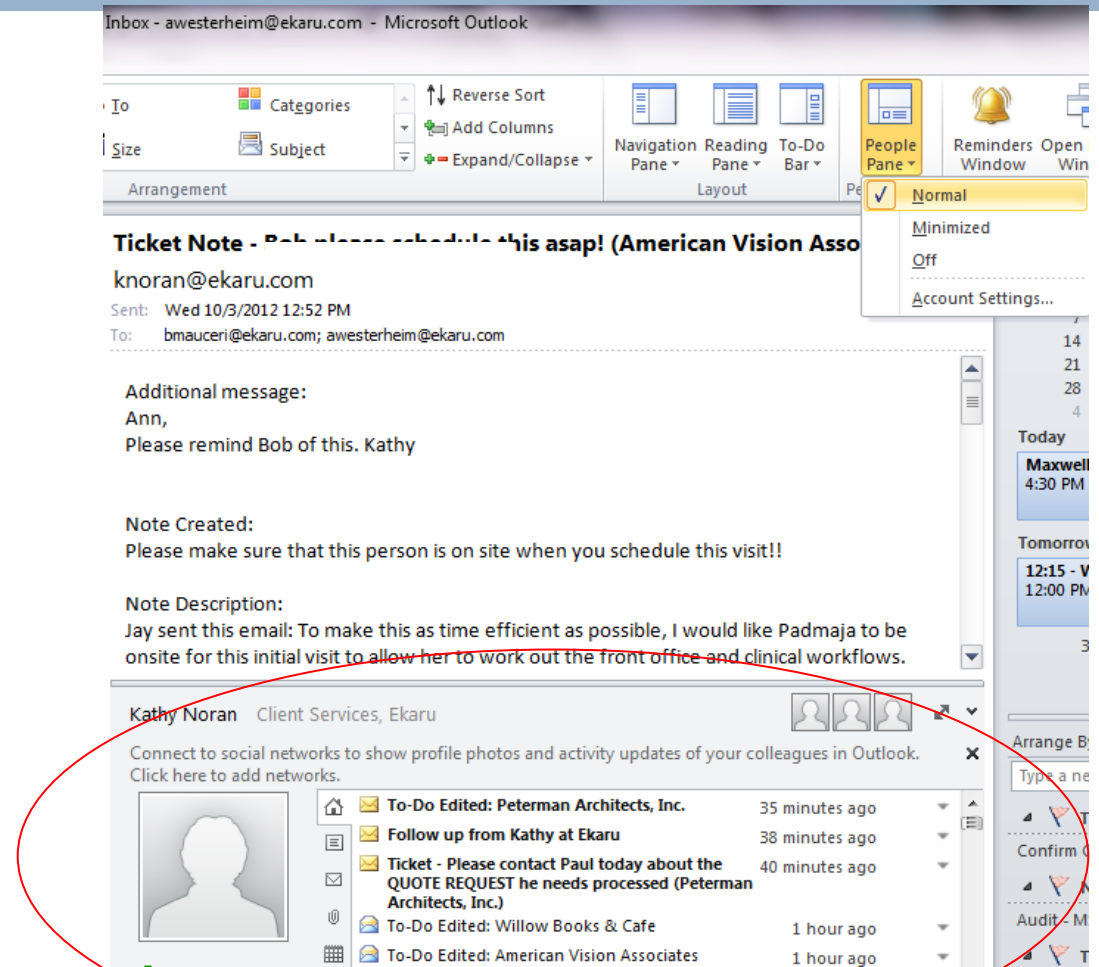 Inbox - awesterheim@ekaru.com - Microsoft Outlook
To
Categories
Reverse Sort
Add Columns
Size
Subject
Expand/Collapse
Navigation Pane
Reading Pane
To-Do Bar
People Pane
Reminders Window
Open
Win
Arrangement
Layout
Pe
Normal
Minimized
Off
Account Settings...
Ticket Note - Bob please schedule this asap! (American Vision Asso
knoran@ekaru.com
Sent: Wed 10/3/2012 12:52 PM
To: bmauceri@ekaru.com; awesterheim@ekaru.com
7
14
21
28
4
Additional message:
Ann,
Please remind Bob of this. Kathy
Note Created:
Please make sure that this person is on site when you schedule this visit!!
Note Description:
Jay sent this email: To make this as time efficient as possible, I would like Padmaja to be
onsite for this initial visit to allow her to work out the front office and clinical workflows.
Today
Maxwell
4:30 PM
Tomorrow
12:15 - W
12:00 PM
3
Kathy Noran Client Services, Ekaru
Connect to social networks to show profile photos and activity updates of your colleagues in Outlook.
Click here to add networks.
To-Do Edited: Peterman Architects, Inc. 35 minutes ago
Follow up from Kathy at Ekaru 38 minutes ago
Ticket - Please contact Paul today about the 40 minutes ago
QUOTE REQUEST he needs processed (Peterman
Architects, Inc.)
To-Do Edited: Willow Books & Cafe 1 hour ago
To-Do Edited: American Vision Associates 1 hour ago
Arrange B
Type a ne
T
Confirm
N
Audit - M
T